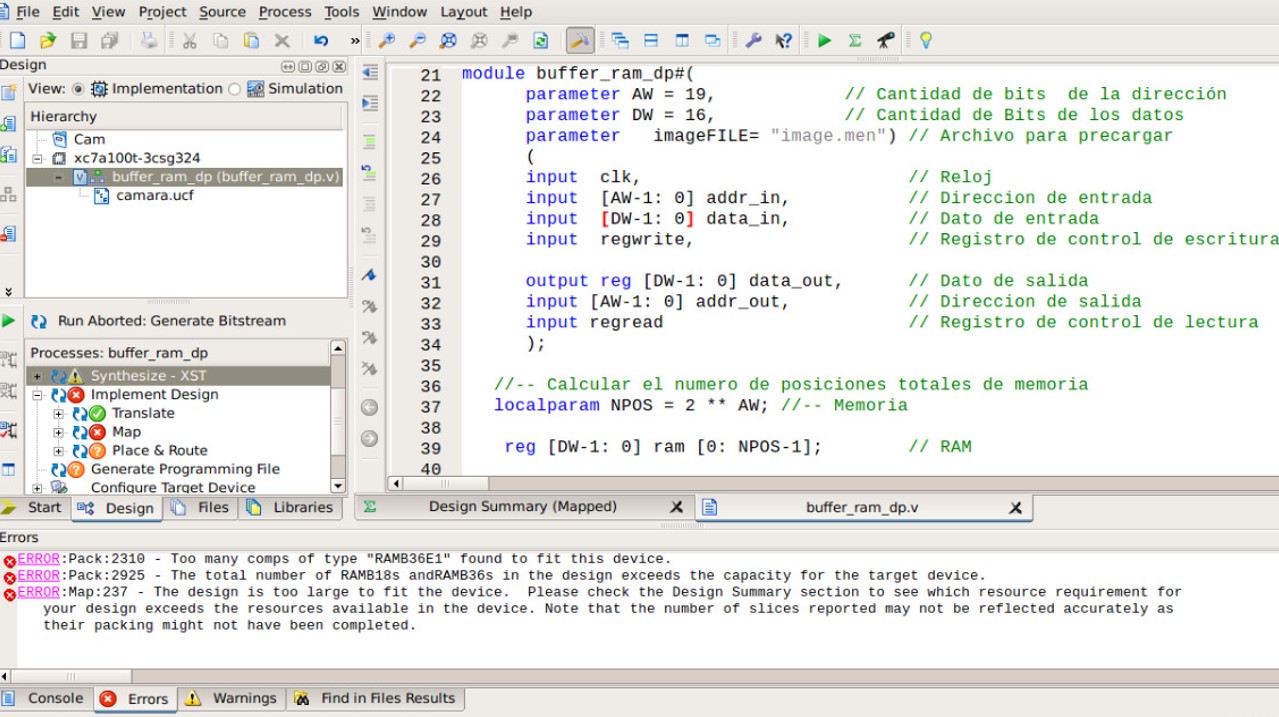 File Edit View Project Source Process Tools Window Layout Help
»
Design
View: Implementation Simulation
Hierarchy
Cam
xc7a100t-3csg324
buffer_ram_dp (buffer_ram_dp.v)
camara.ucf
Run Aborted: Generate Bitstream
Processes: buffer_ram_dp
Synthesize - XST
Implement Design
Translate
Map
Place & Route
Generate Programming File
Configure Target Device
Start Design Files Libraries
21 module buffer_ram_dp#(
22 parameter AW = 19, // Cantidad de bits  de la dirección
23 parameter DW = 16, // Cantidad de Bits de los datos
24 parameter   imageFILE= "image.men") // Archivo para precargar
25 (
26 input  clk, // Reloj
27 input  [AW-1: 0] addr_in, // Direccion de entrada
28 input  [DW-1: 0] data_in, // Dato de entrada
29 input  regwrite, // Registro de control de escritura
30
31 output reg [DW-1: 0] data_out, // Dato de salida
32 input [AW-1: 0] addr_out, // Direccion de salida
33 input regread // Registro de control de lectura
34 );
35
36 //-- Calcular el numero de posiciones totales de memoria
37 localparam NPOS = 2 ** AW; //-- Memoria
38
39 reg [DW-1: 0] ram [0: NPOS-1]; // RAM
40
Design Summary (Mapped) buffer_ram_dp.v
Errors
ERROR:Pack:2310 - Too many comps of type "RAMB36E1" found to fit this device.
ERROR:Pack:2925 - The total number of RAMB18s andRAMB36s in the design exceeds the capacity for the target device.
ERROR:Map:237 - The design is too large to fit the device.  Please check the Design Summary section to see which resource requirement for
your design exceeds the resources available in the device. Note that the number of slices reported may not be reflected accurately as
their packing might not have been completed.
Console Errors Warnings Find in Files Results